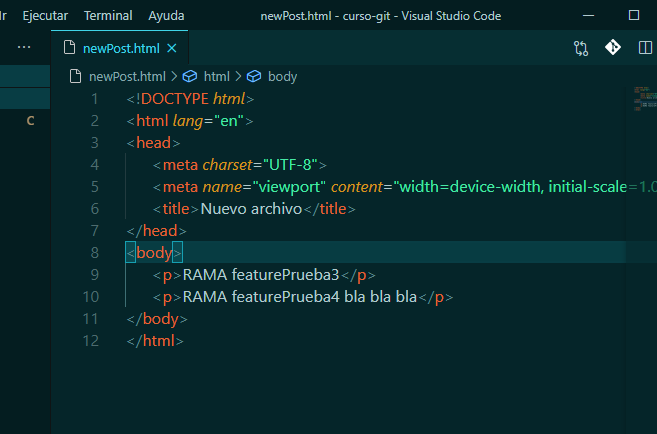 Ir Ejecutar Terminal Ayuda newPost.html - curso-git - Visual Studio Code
newPost.html
newPost.html > html > body
C
1 <!DOCTYPE html>
2 <html lang="en">
3 <head>
4 <meta charset="UTF-8">
5 <meta name="viewport" content="width=device-width, initial-scale=1.0
6 <title>Nuevo archivo</title>
7 </head>
8 <body>
9 <p>RAMA featurePrueba3</p>
10 <p>RAMA featurePrueba4 bla bla bla</p>
11 </body>
12 </html>